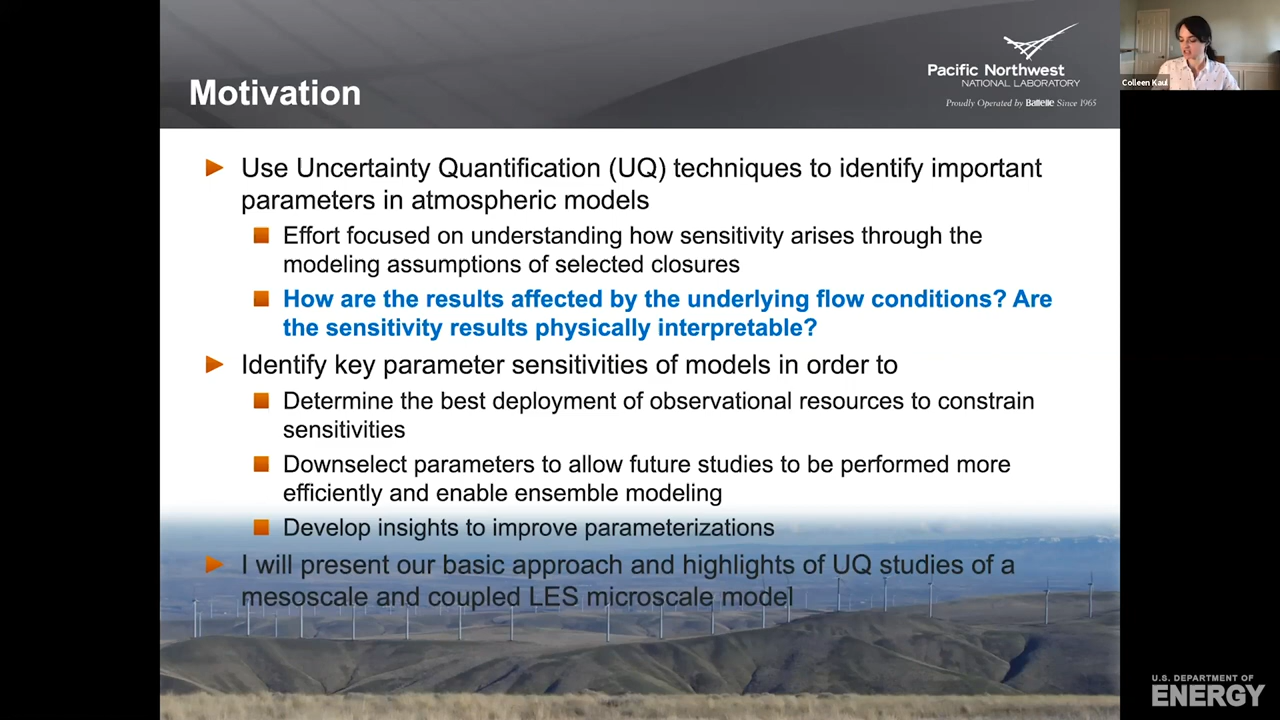 Motivation
Pacific Northwest
NATIONAL LABORATORY
Proudly Operated by Battelle Since 1965
Colleen Kaul
Use Uncertainty Quantification (UQ) techniques to identify important
parameters in atmospheric models
Effort focused on understanding how sensitivity arises through the
modeling assumptions of selected closures
How are the results affected by the underlying flow conditions? Are
the sensitivity results physically interpretable?
Identify key parameter sensitivities of models in order to
Determine the best deployment of observational resources to constrain
sensitivities
Downselect parameters to allow future studies to be performed more
efficiently and enable ensemble modeling
Develop insights to improve parameterizations
I will present our basic approach and highlights of UQ studies of a
mesoscale and coupled LES microscale model
U.S. DEPARTMENT OF
ENERGY